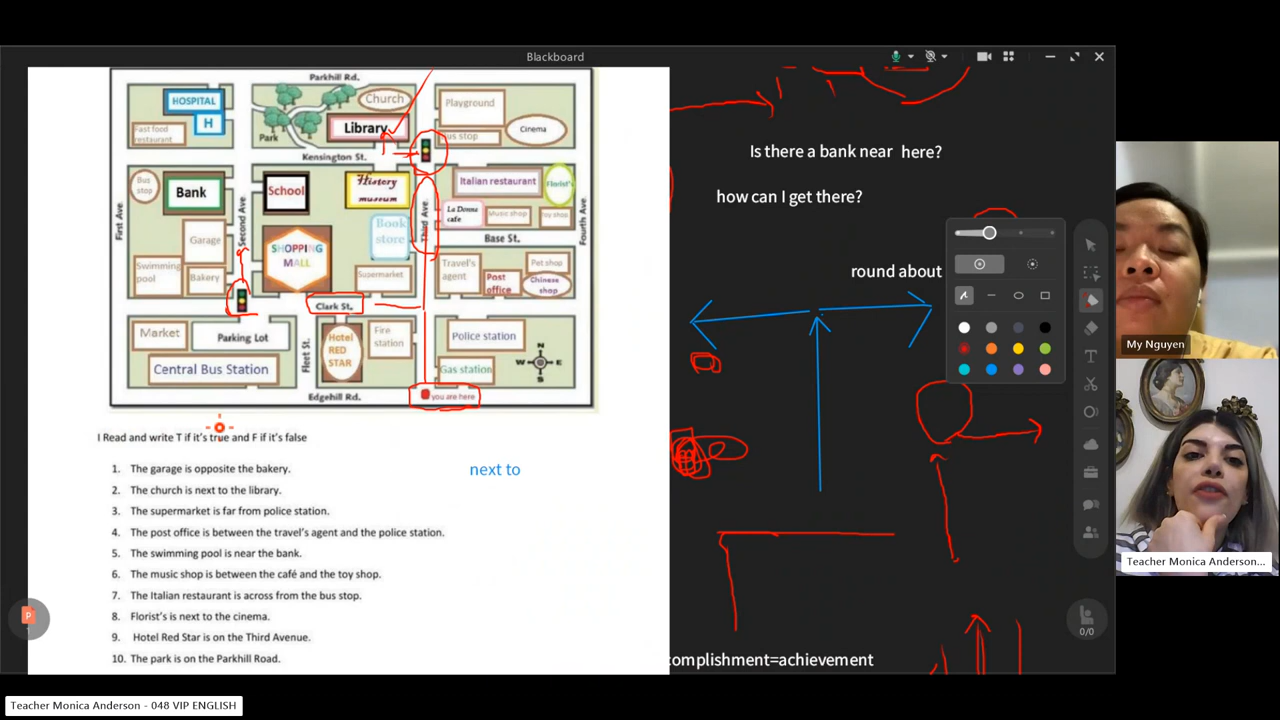 Blackboard
Parkhill Rd.
HOSPITAL
H
Fast food
restaurant
Park
Church
Library
Playground
us stop
Cinema
Kensington St.
Bus
stop
Bank
School
History
museum
Italian restaurant
Florist's
First Ave.
Second Ave.
Third Ave.
Fourth Ave.
La Donna
cafe
Music shop
Toy shop
Garage
SHOPPING
MALL
Book
store
Base St.
Swimming
pool
Bakery
Supermarket
Travel's
agent
Post
office
Pet shop
Chinese
shop
Clark St.
Market
Parking Lot
Central Bus Station
Fleet St.
Hotel
RED
STAR
Fire
station
Police station
Gas station
N
W
E
S
Edgehill Rd.
you are here
I Read and write T if it's true and F if it's false
1. The garage is opposite the bakery.
2. The church is next to the library.
3. The supermarket is far from police station.
4. The post office is between the travel's agent and the police station.
5. The swimming pool is near the bank.
6. The music shop is between the café and the toy shop.
7. The Italian restaurant is across from the bus stop.
8. Florist's is next to the cinema.
9. Hotel Red Star is on the Third Avenue.
10. The park is on the Parkhill Road.
next to
Is there a bank near here?
how can I get there?
round about
omplishment=achievement
T
0/0
P
My Nguyen
Teacher Monica Anderson...
Teacher Monica Anderson - 048 VIP ENGLISH